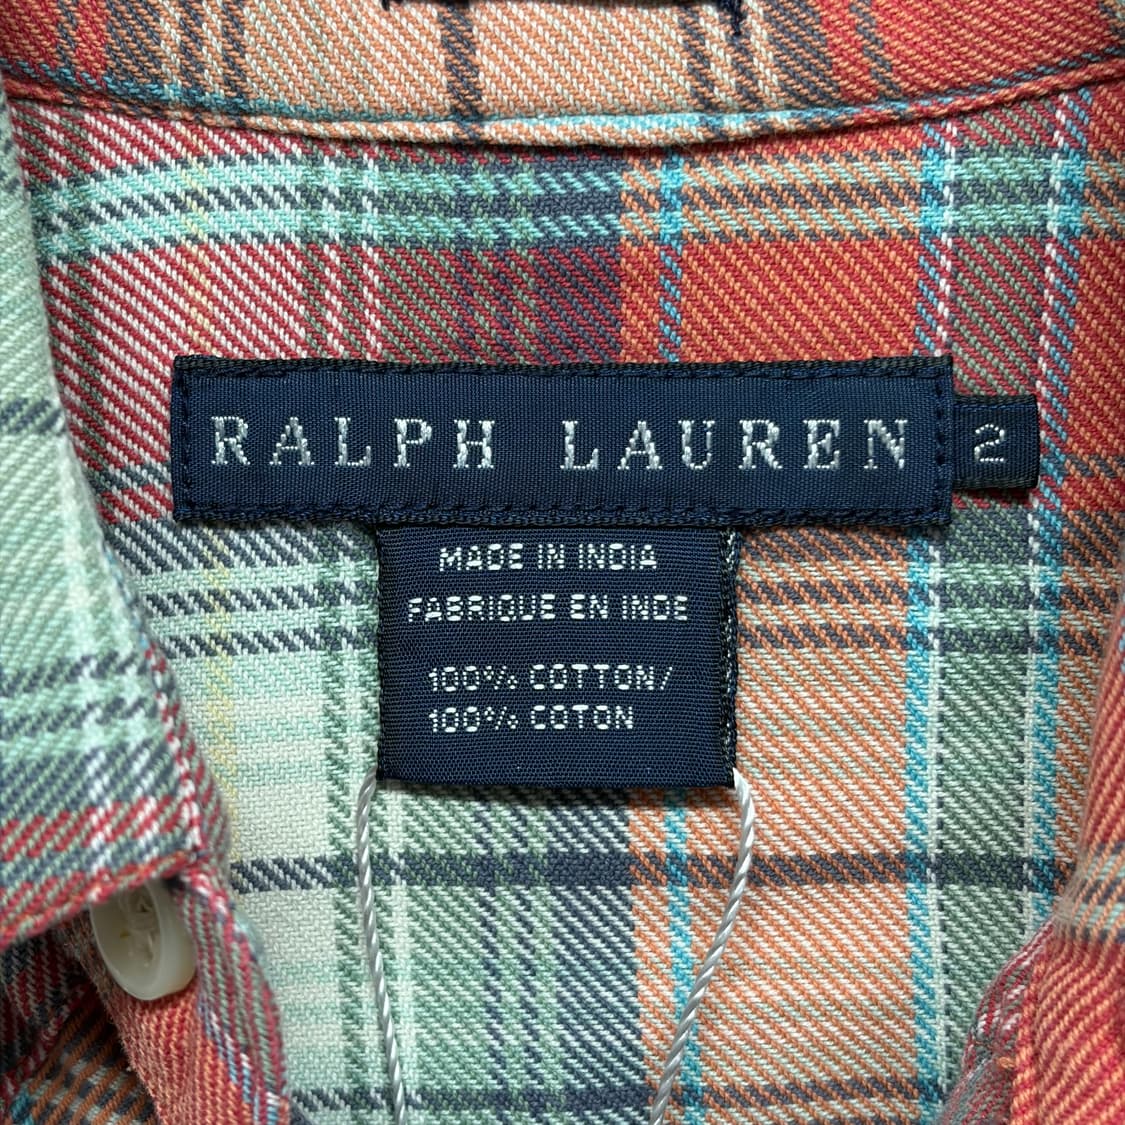 RALPH LAUREN 2
MADE IN INDIA
FABRIQUE EN INDE
100% COTTON/
100% COTON